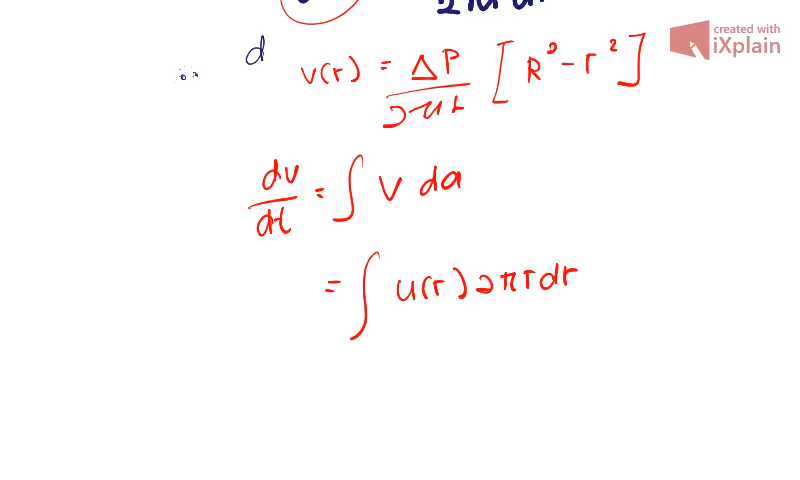 created with
iXplain
d v(r) = ΔP / 2μL [R² - r²]
dv/dt = ∫ v da
= ∫ u(r) 2πr dr